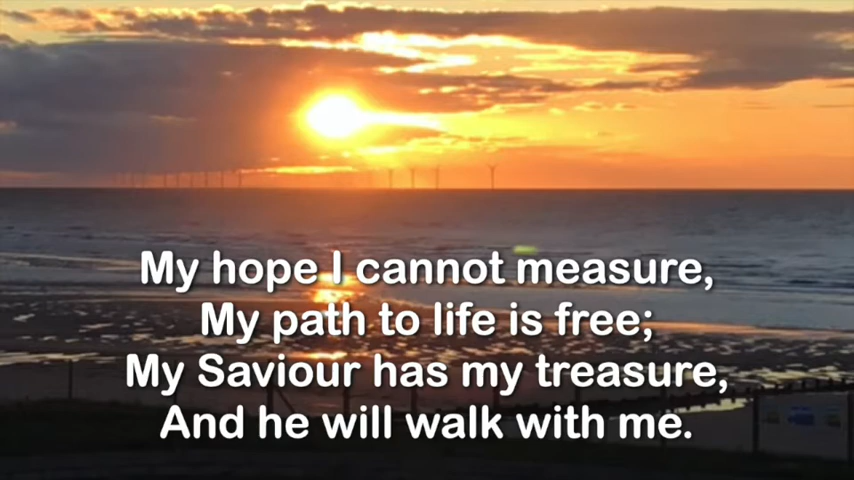 My hope I cannot measure,
My path to life is free;
My Saviour has my treasure,
And he will walk with me.